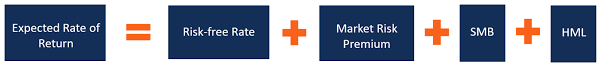 Expected Rate of
Return
=
Risk-free Rate
+
Market Risk
Premium
+
SMB
+
HML